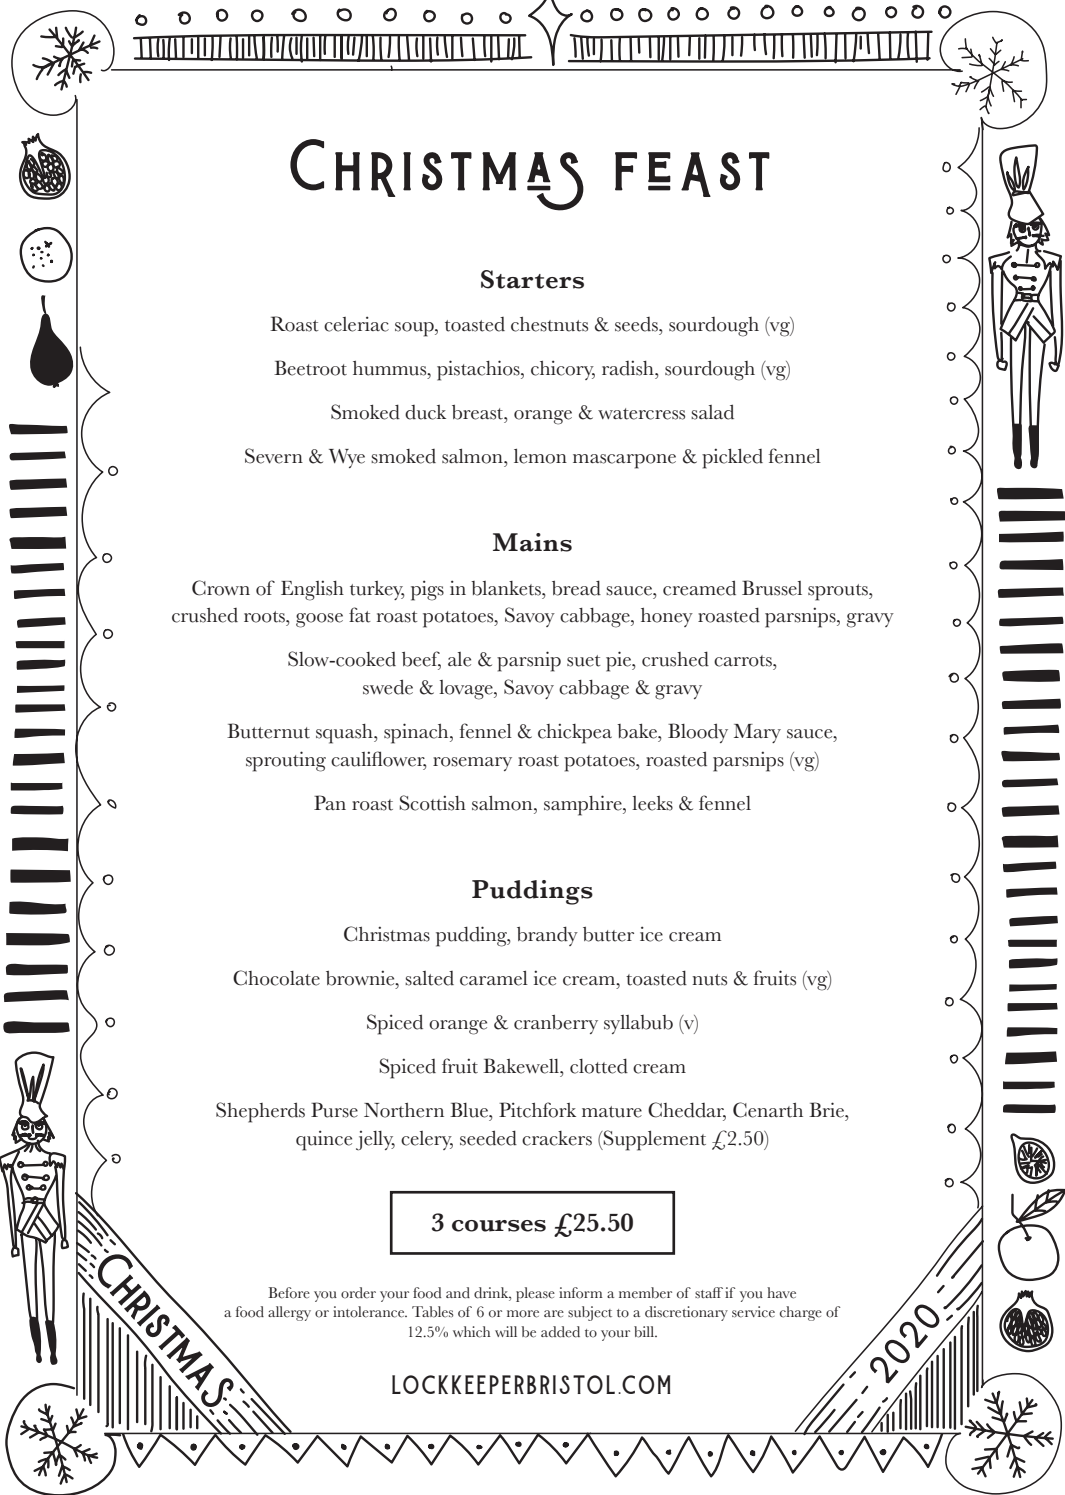 CHRISTMAS FEAST
Starters
Roast celeriac soup, toasted chestnuts & seeds, sourdough (vg)
Beetroot hummus, pistachios, chicory, radish, sourdough (vg)
Smoked duck breast, orange & watercress salad
Severn & Wye smoked salmon, lemon mascarpone & pickled fennel
Mains
Crown of English turkey, pigs in blankets, bread sauce, creamed Brussel sprouts,
crushed roots, goose fat roast potatoes, Savoy cabbage, honey roasted parsnips, gravy
Slow-cooked beef, ale & parsnip suet pie, crushed carrots,
swede & lovage, Savoy cabbage & gravy
Butternut squash, spinach, fennel & chickpea bake, Bloody Mary sauce,
sprouting cauliflower, rosemary roast potatoes, roasted parsnips (vg)
Pan roast Scottish salmon, samphire, leeks & fennel
Puddings
Christmas pudding, brandy butter ice cream
Chocolate brownie, salted caramel ice cream, toasted nuts & fruits (vg)
Spiced orange & cranberry syllabub (v)
Spiced fruit Bakewell, clotted cream
Shepherds Purse Northern Blue, Pitchfork mature Cheddar, Cenarth Brie,
quince jelly, celery, seeded crackers (Supplement £2.50)
3 courses £25.50
Before you order your food and drink, please inform a member of staff if you have
a food allergy or intolerance. Tables of 6 or more are subject to a discretionary service charge of
12.5% which will be added to your bill.
CHRISTMAS
2020
LOCKKEEPERBRISTOL.COM